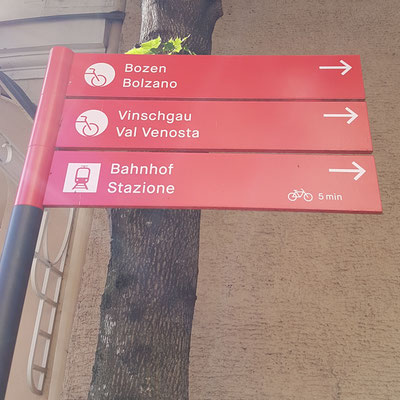 Bozen
Bolzano
Vinschgau
Val Venosta
Bahnhof
Stazione
5 min